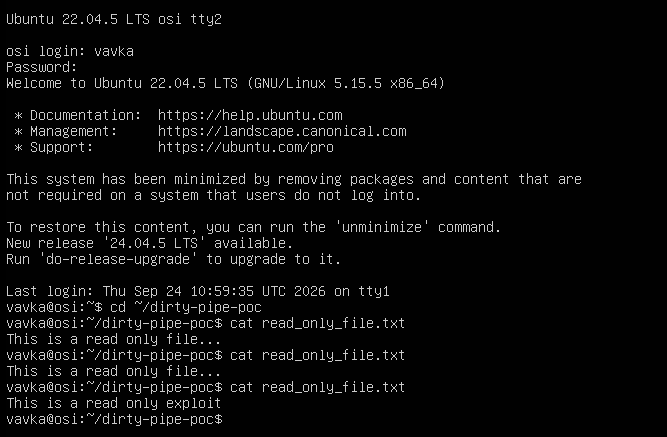 Ubuntu 22.04.5 LTS osi tty2
osi login: vavka
Password:
Welcome to Ubuntu 22.04.5 LTS (GNU/Linux 5.15.5 x86_64)
* Documentation:  https://help.ubuntu.com
* Management:     https://landscape.canonical.com
* Support:        https://ubuntu.com/pro
This system has been minimized by removing packages and content that are
not required on a system that users do not log into.
To restore this content, you can run the 'unminimize' command.
New release '24.04.5 LTS' available.
Run 'do-release-upgrade' to upgrade to it.
Last login: Thu Sep 24 10:59:35 UTC 2026 on tty1
vavka@osi:~$ cd ~/dirty-pipe-poc
vavka@osi:~/dirty-pipe-poc$ cat read_only_file.txt
This is a read only file...
vavka@osi:~/dirty-pipe-poc$ cat read_only_file.txt
This is a read only file...
vavka@osi:~/dirty-pipe-poc$ cat read_only_file.txt
This is a read only exploit
vavka@osi:~/dirty-pipe-poc$